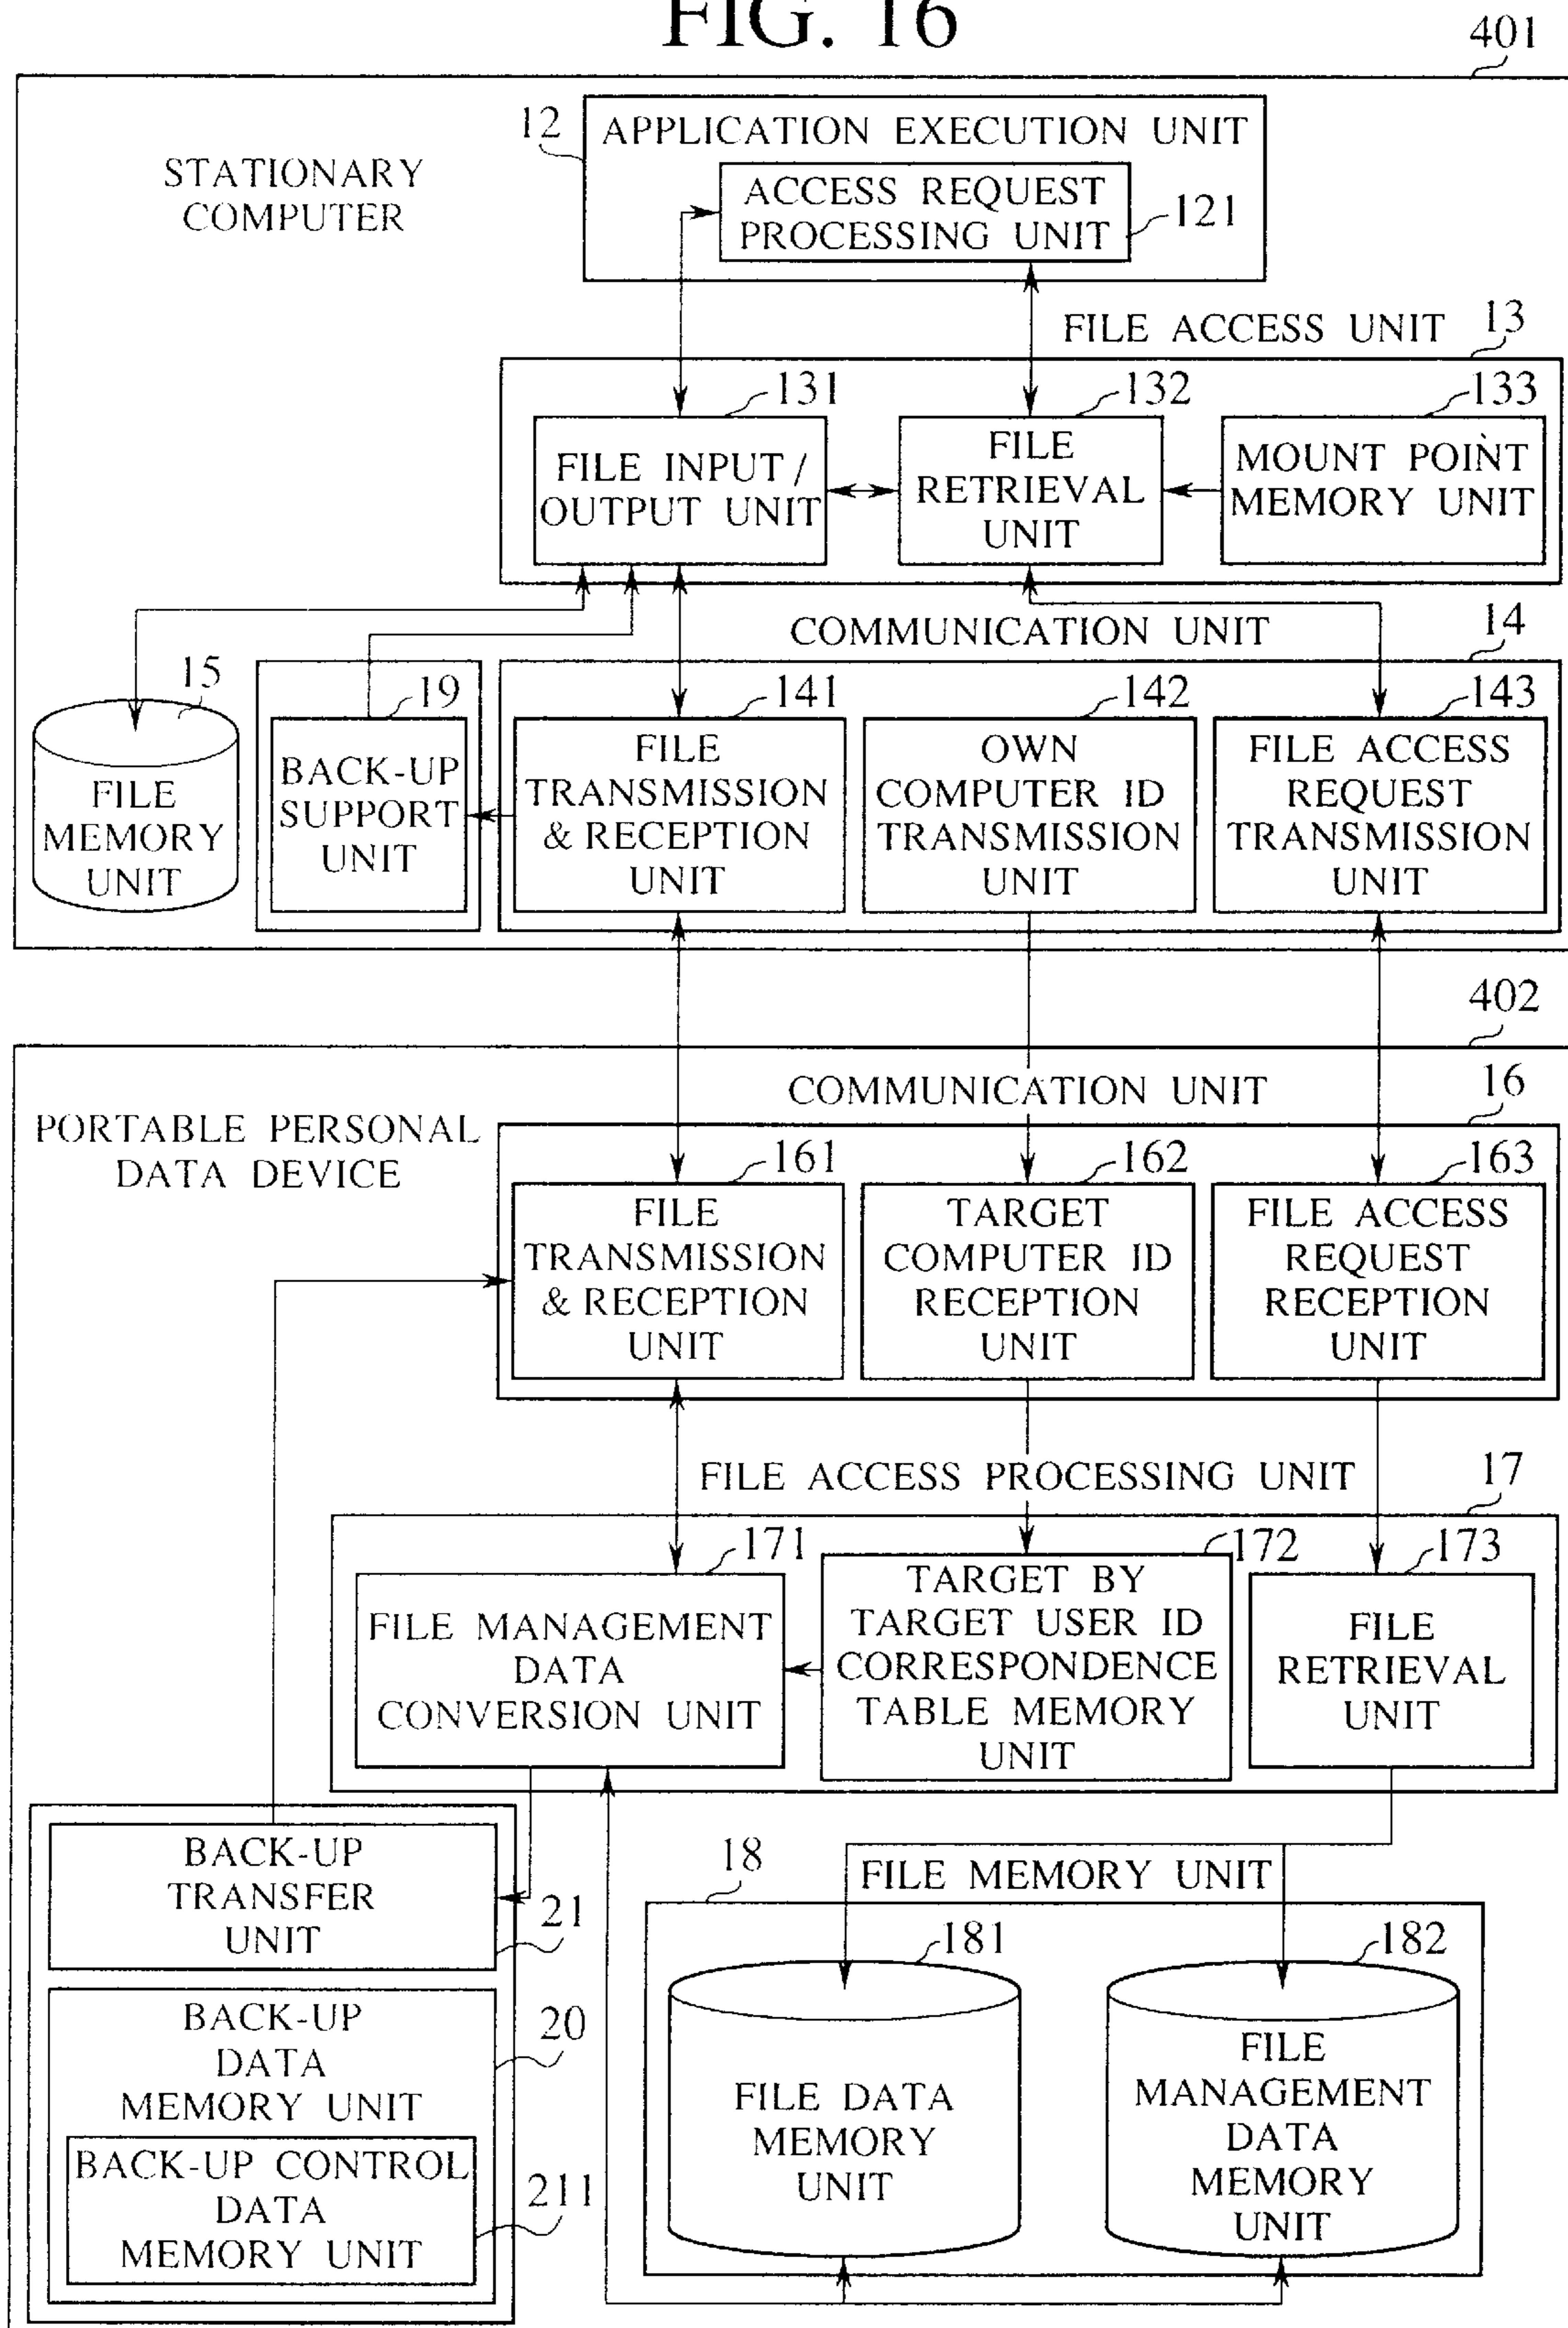 FIG. 16
401
STATIONARY
COMPUTER
12
APPLICATION EXECUTION UNIT
ACCESS REQUEST
PROCESSING UNIT
121
FILE ACCESS UNIT
13
131
FILE INPUT/
OUTPUT UNIT
132
FILE
RETRIEVAL
UNIT
133
MOUNT POINT
MEMORY UNIT
COMMUNICATION UNIT
14
15
FILE
MEMORY
UNIT
19
BACK-UP
SUPPORT
UNIT
141
FILE
TRANSMISSION
& RECEPTION
UNIT
142
OWN
COMPUTER ID
TRANSMISSION
UNIT
143
FILE ACCESS
REQUEST
TRANSMISSION
UNIT
402
PORTABLE PERSONAL
DATA DEVICE
COMMUNICATION UNIT
16
161
FILE
TRANSMISSION
& RECEPTION
UNIT
162
TARGET
COMPUTER ID
RECEPTION
UNIT
163
FILE ACCESS
REQUEST
RECEPTION
UNIT
FILE ACCESS PROCESSING UNIT
17
171
FILE MANAGEMENT
DATA
CONVERSION UNIT
172
TARGET BY
TARGET USER ID
CORRESPONDENCE
TABLE MEMORY
UNIT
173
FILE
RETRIEVAL
UNIT
BACK-UP
TRANSFER
UNIT
21
BACK-UP
DATA
MEMORY UNIT
20
BACK-UP CONTROL
DATA
MEMORY UNIT
211
18
FILE MEMORY UNIT
181
FILE DATA
MEMORY
UNIT
182
FILE
MANAGEMENT
DATA
MEMORY
UNIT